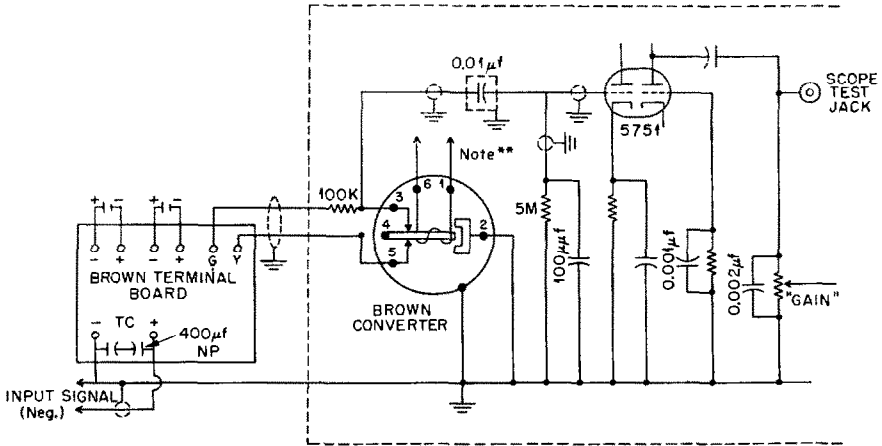 0.01µf
SCOPE
TEST
JACK
5751
Note**
6 1
100K
3
4
2
5
5M
100µµf
0.001µf
0.002µf
"GAIN"
+ - + -
- + - + G Y
BROWN TERMINAL
BOARD
BROWN
CONVERTER
- TC +
400µf
NP
INPUT SIGNAL
(Neg.)